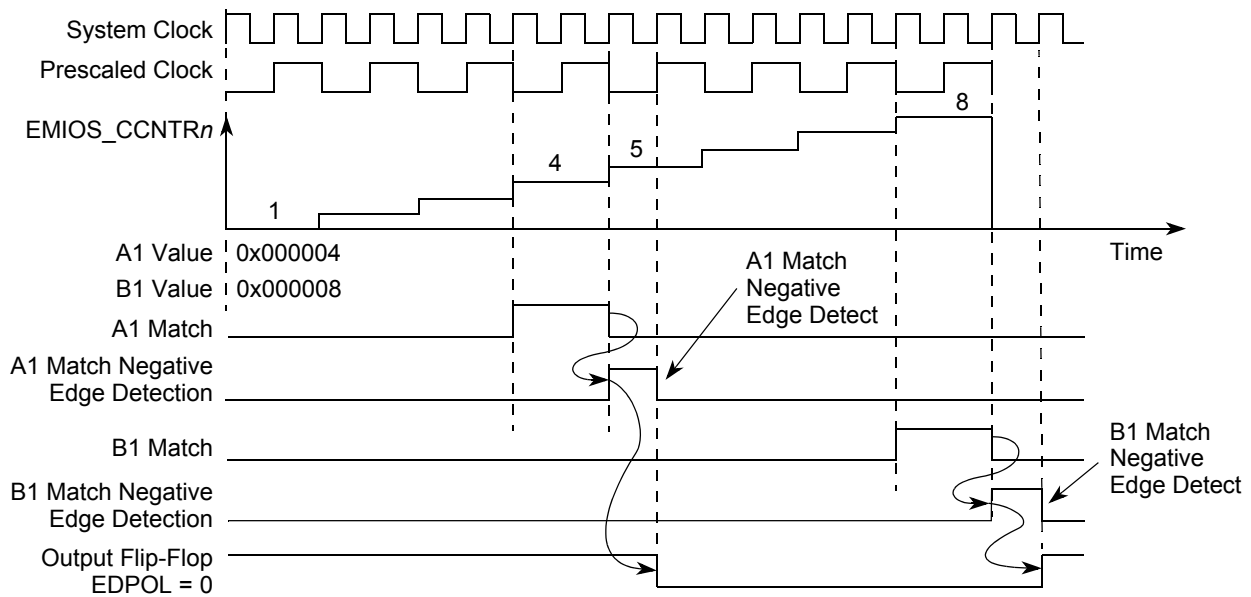 System Clock
Prescaled Clock
EMIOS_CCNTRn
1
4
5
8
Time
A1 Value 0x000004
B1 Value 0x000008
A1 Match
A1 Match
Negative
Edge Detect
A1 Match Negative
Edge Detection
B1 Match
B1 Match
Negative
Edge Detect
B1 Match Negative
Edge Detection
Output Flip-Flop
EDPOL = 0